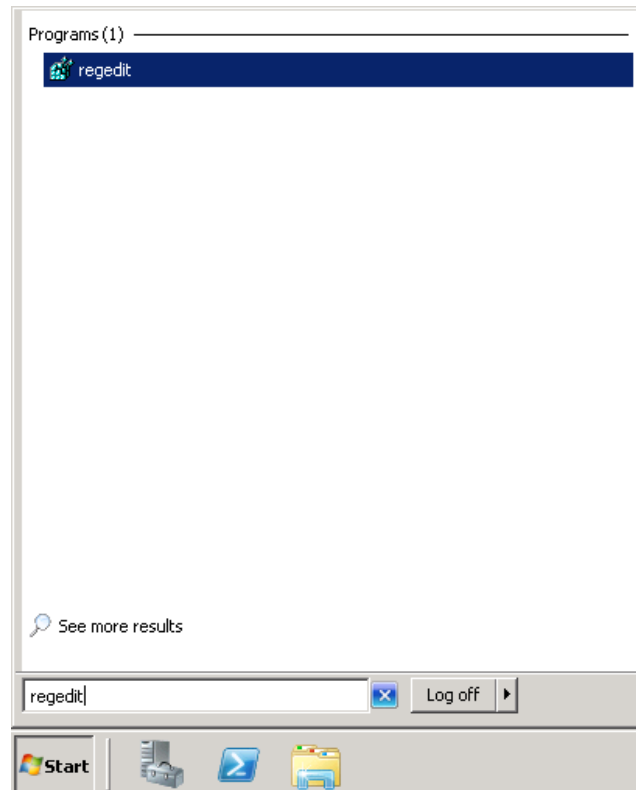 Programs (1)
regedit
See more results
regedit
Log off
Start